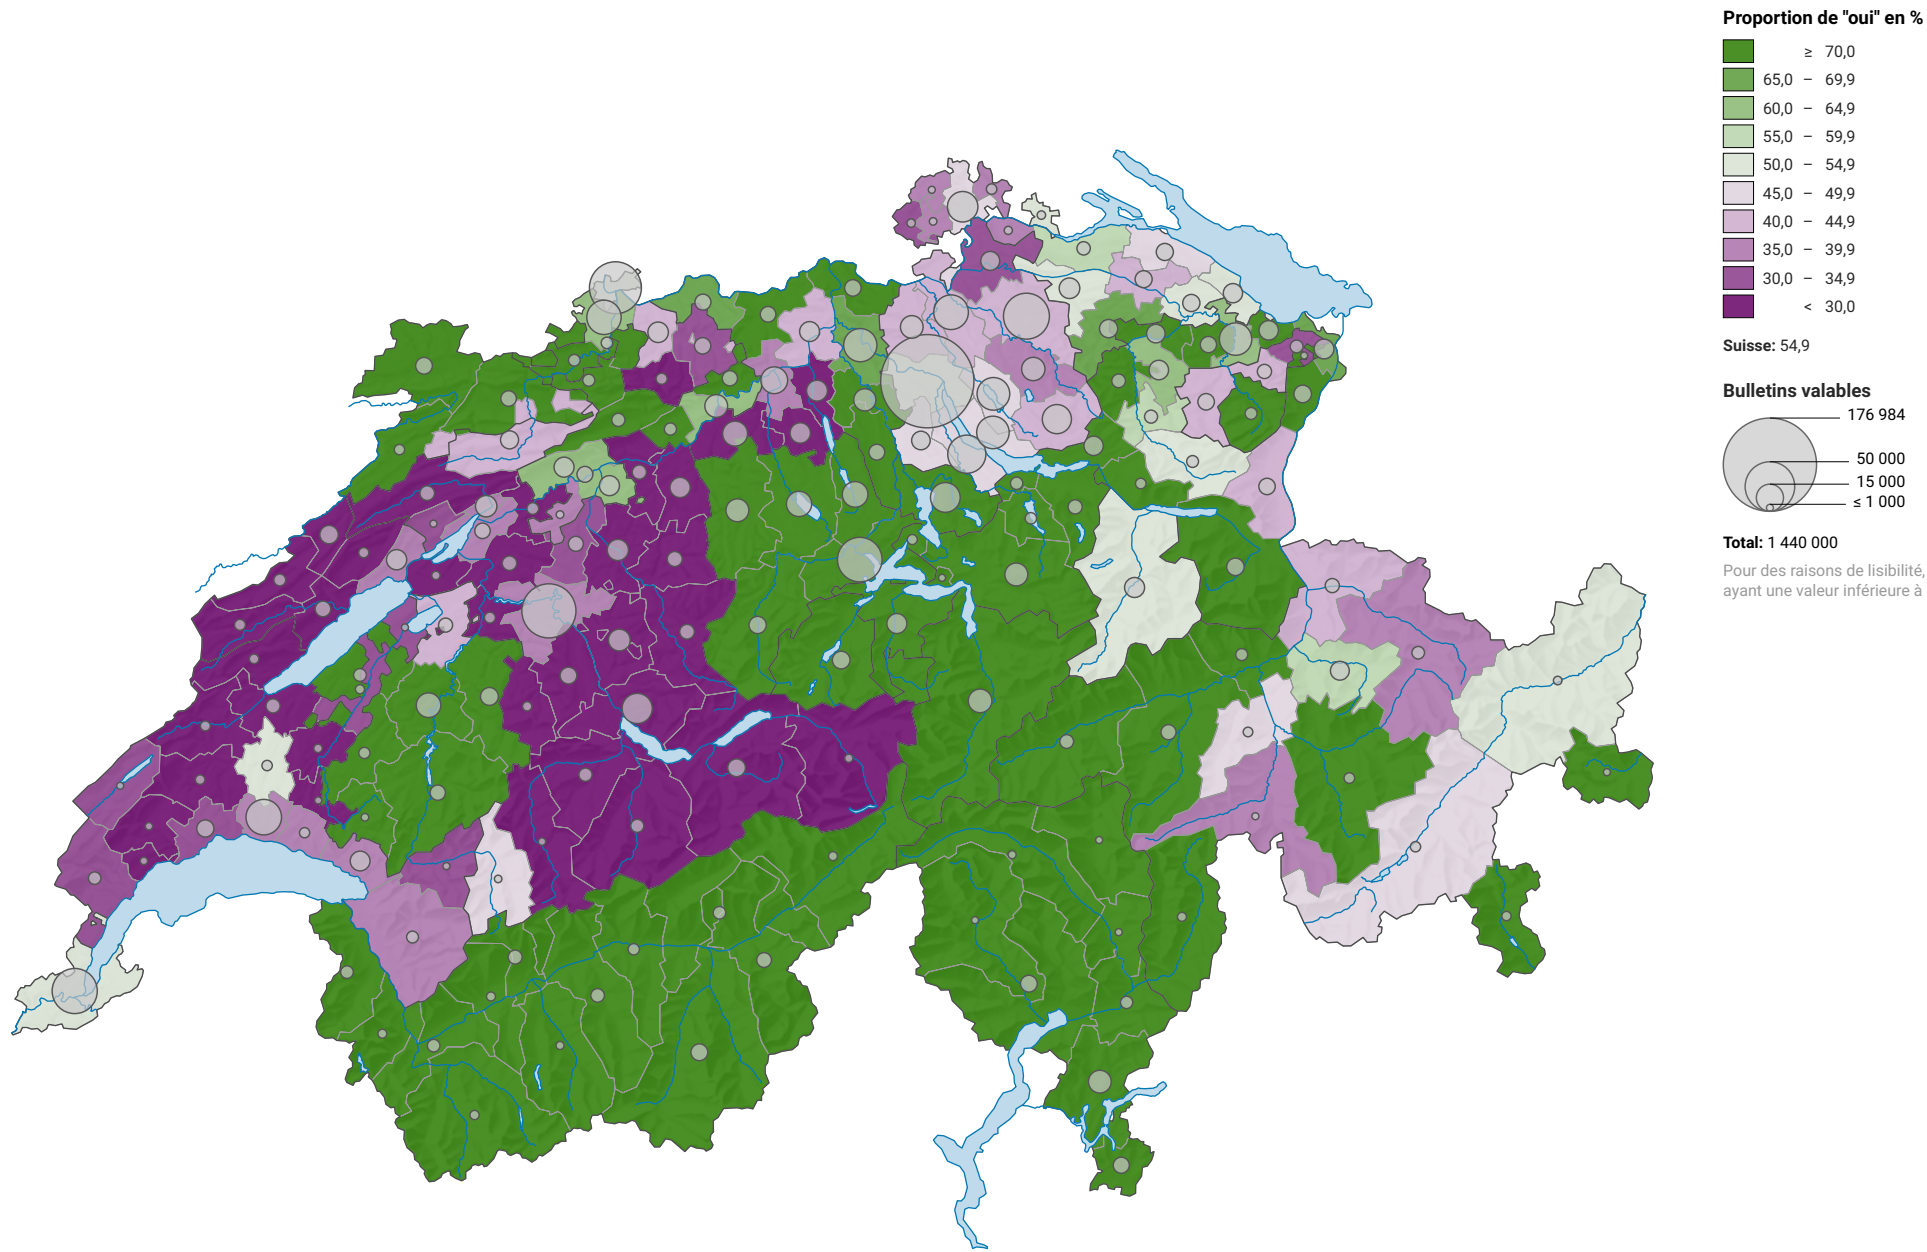 Proportion de "oui" en %
≥ 70,0
65,0 – 69,9
60,0 – 64,9
55,0 – 59,9
50,0 – 54,9
45,0 – 49,9
40,0 – 44,9
35,0 – 39,9
30,0 – 34,9
< 30,0
Suisse: 54,9
Bulletins valables
176 984
50 000
15 000
≤ 1 000
Total: 1 440 000
Pour des raisons de lisibilité,
ayant une valeur inférieure à